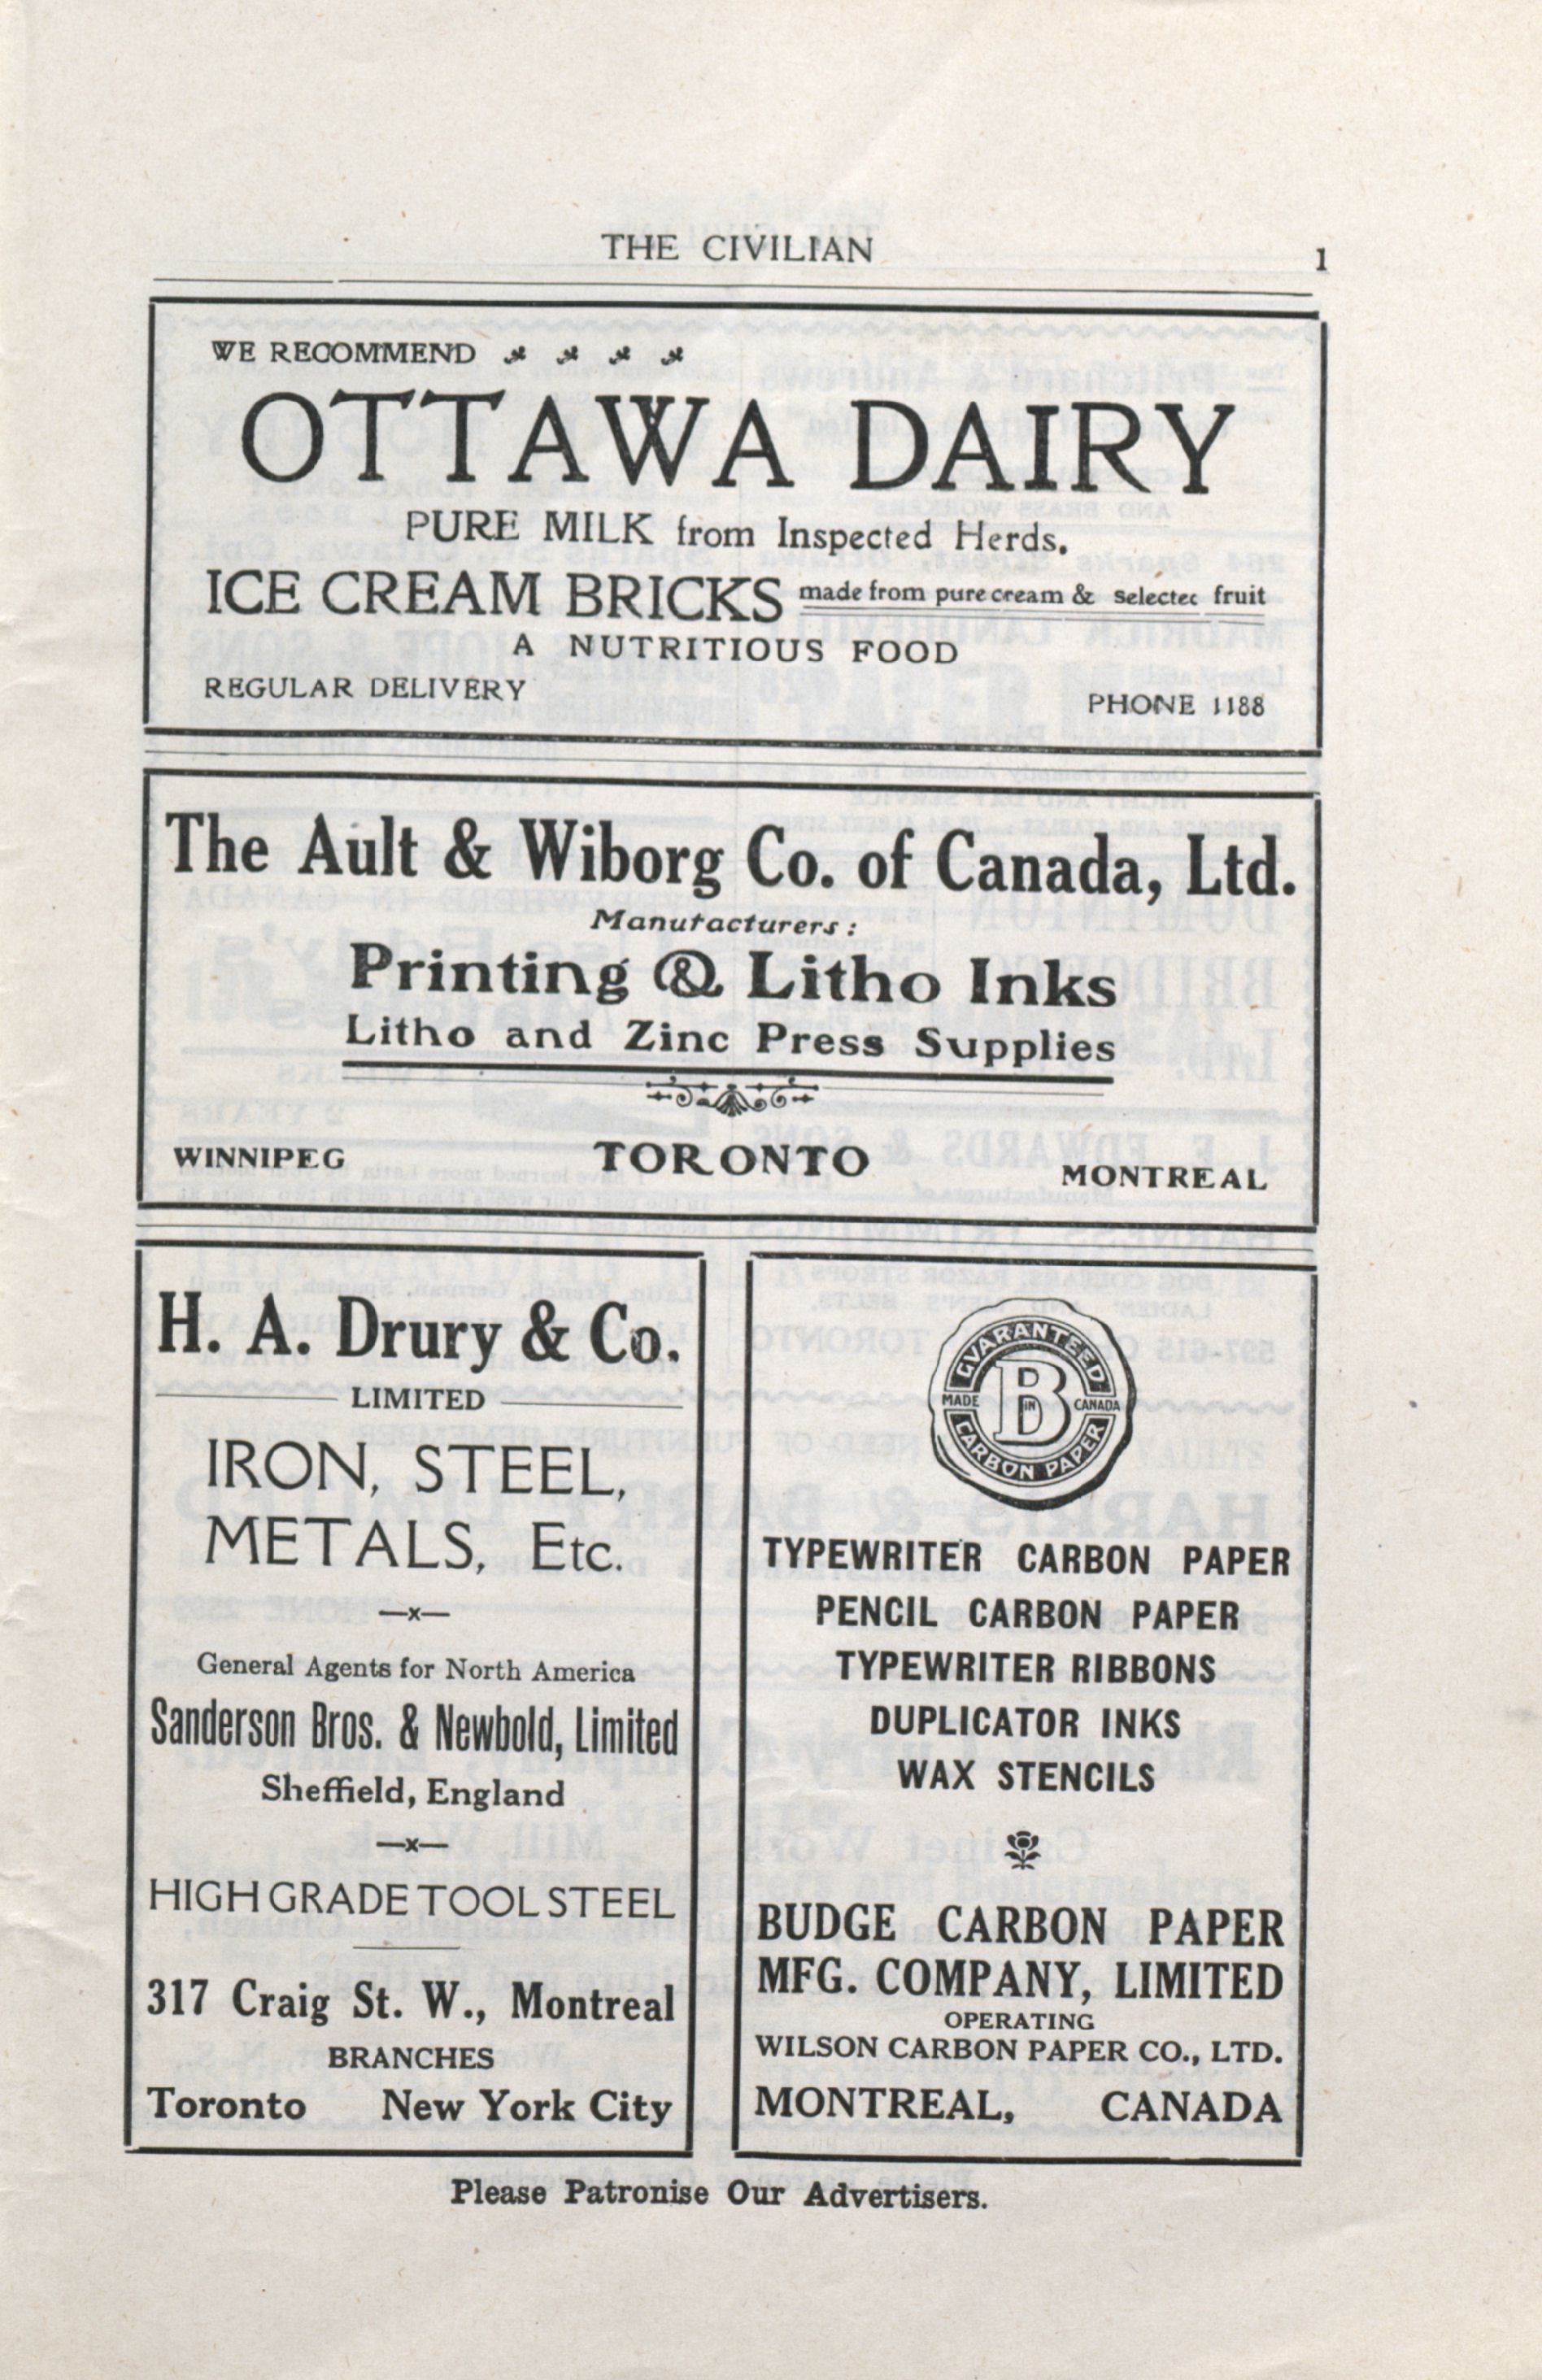 THE CIVILIAN 1
WE RECOMMEND
OTTAWA DAIRY
PURE MILK from Inspected Herds.
ICE CREAM BRICKS made from pure cream & selectec fruit
A NUTRITIOUS FOOD
REGULAR DELIVERY PHONE 1188
The Ault & Wiborg Co. of Canada, Ltd.
Manufacturers:
Printing & Litho Inks
Litho and Zinc Press Supplies
WINNIPEG TORONTO MONTREAL
H. A. Drury & Co.
LIMITED
IRON, STEEL,
METALS, Etc.
—x—
General Agents for North America
Sanderson Bros. & Newbold, Limited
Sheffield, England
—x—
HIGH GRADE TOOL STEEL
317 Craig St. W., Montreal
BRANCHES
Toronto New York City
GUARANTEED
B
MADE IN CANADA
CARBON PAPER
TYPEWRITER CARBON PAPER
PENCIL CARBON PAPER
TYPEWRITER RIBBONS
DUPLICATOR INKS
WAX STENCILS
BUDGE CARBON PAPER
MFG. COMPANY, LIMITED
OPERATING
WILSON CARBON PAPER CO., LTD.
MONTREAL, CANADA
Please Patronise Our Advertisers.